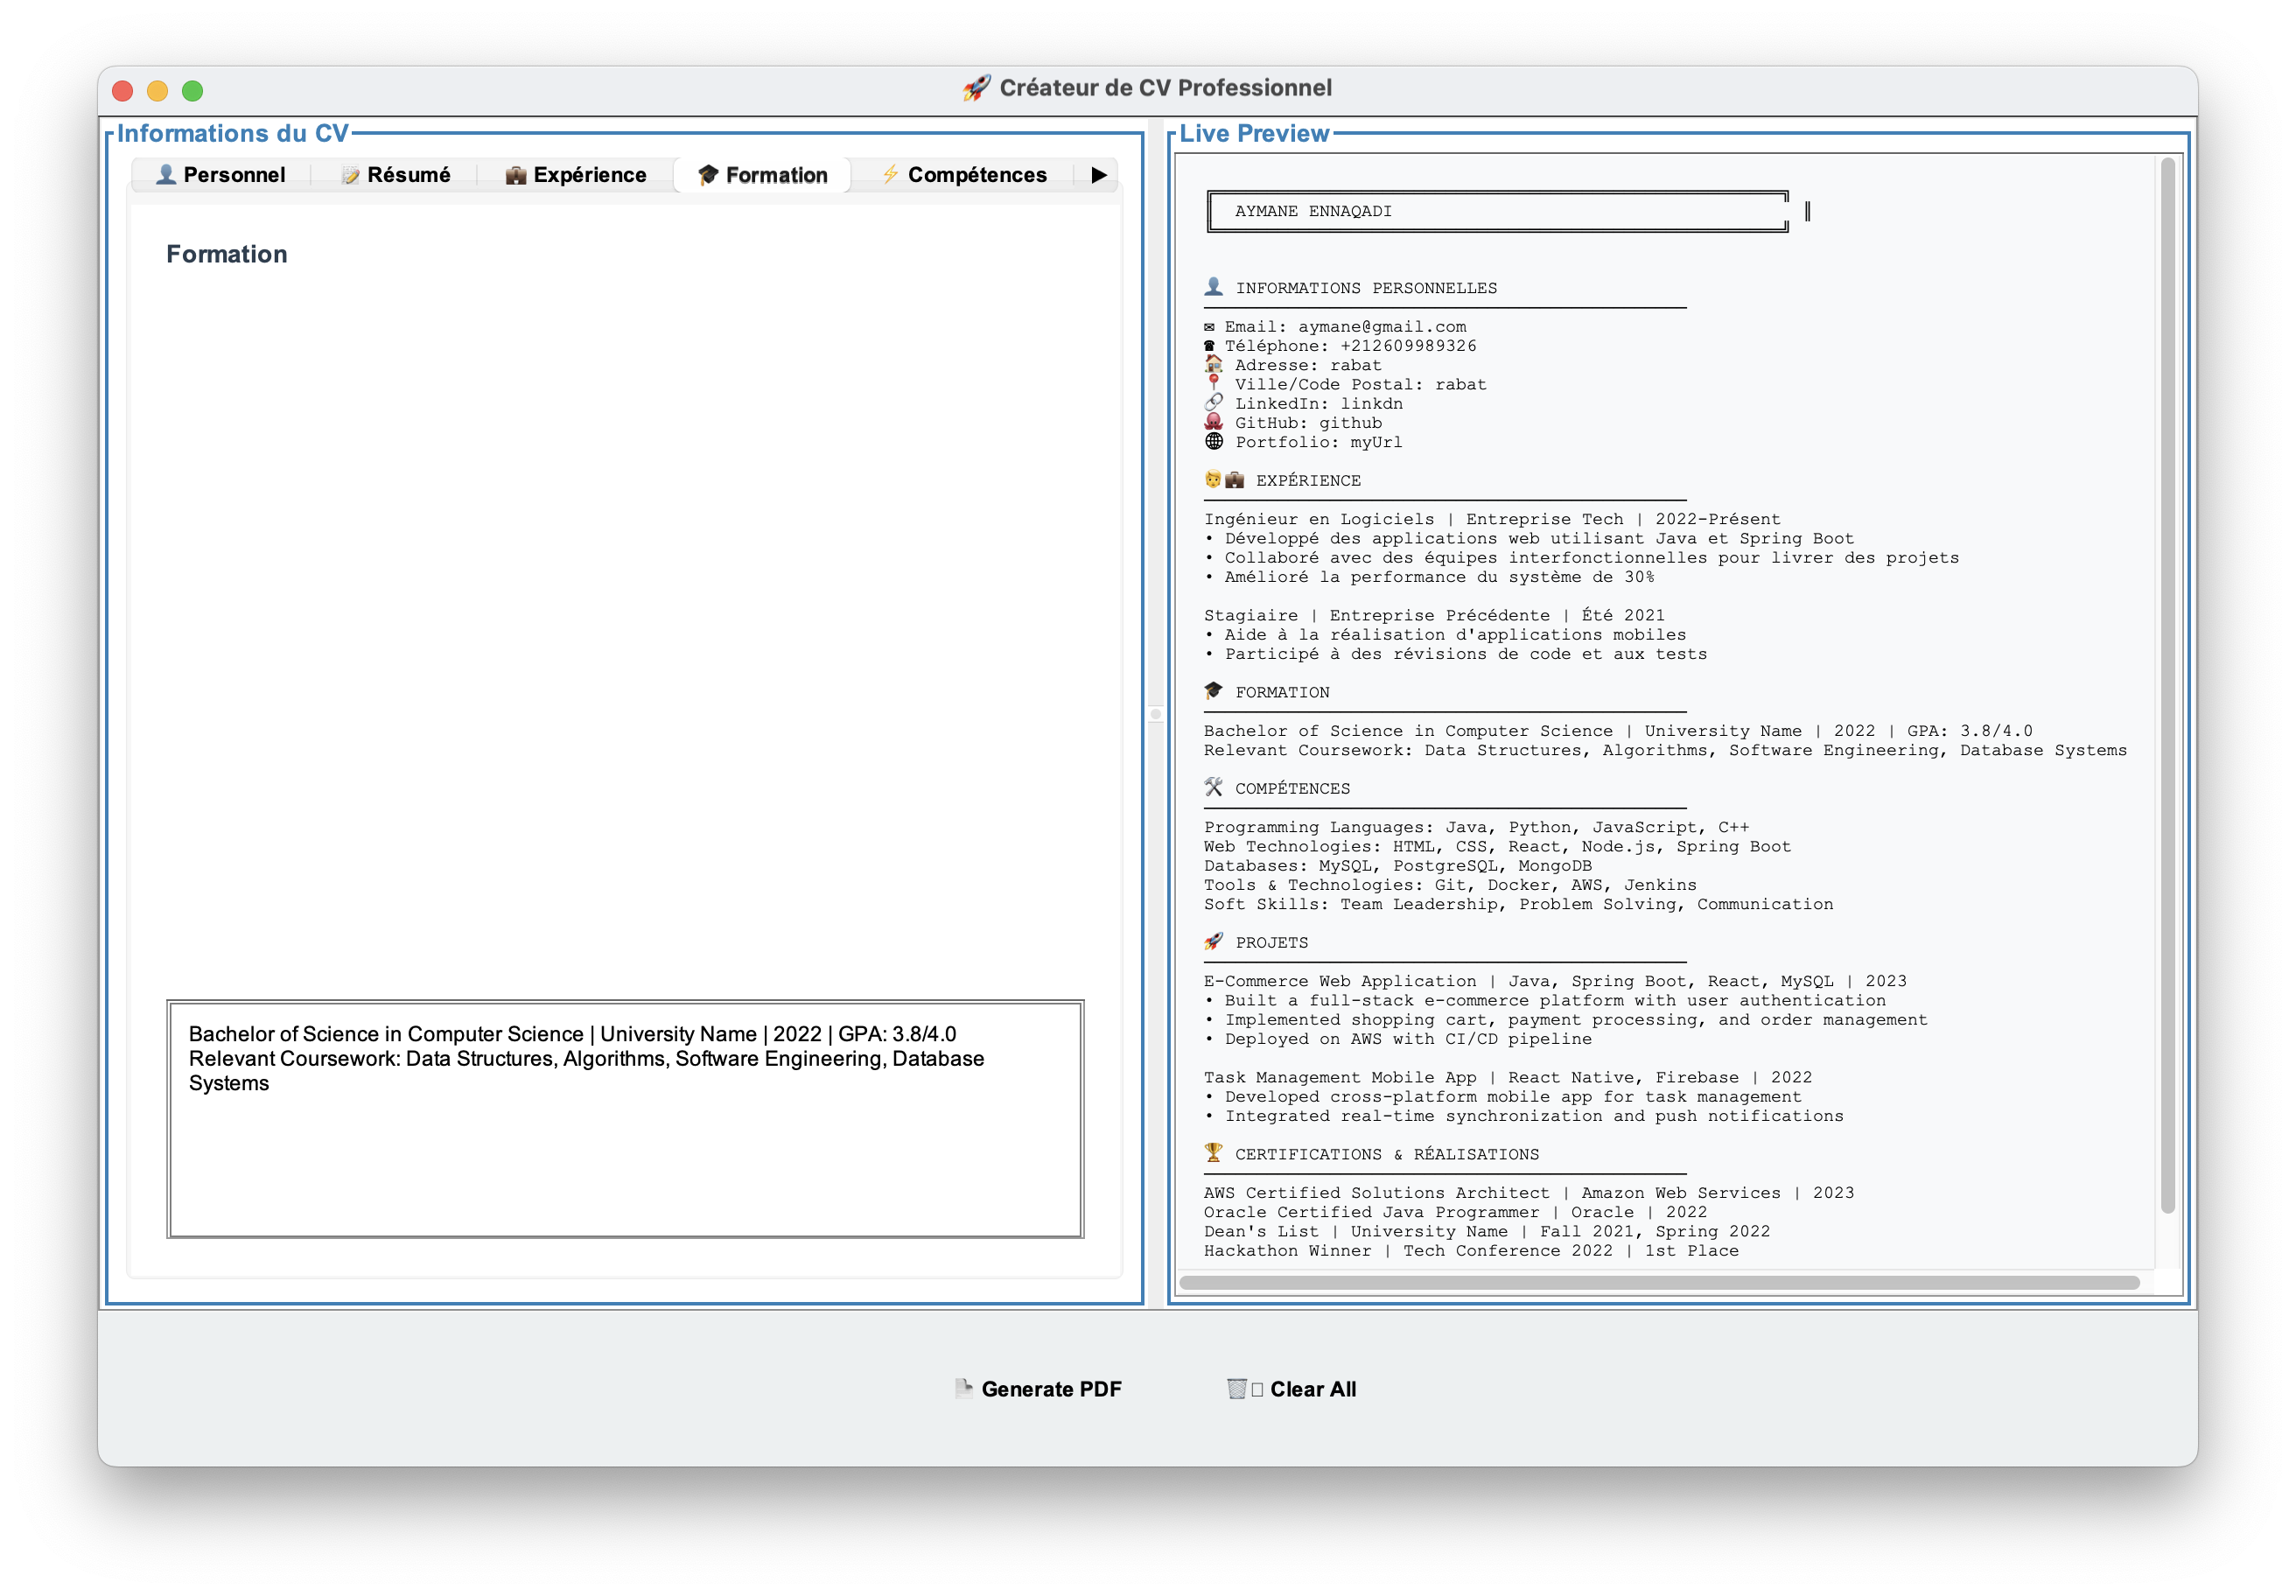 🚀 Créateur de CV Professionnel
Informations du CV
👤 Personnel
📝 Résumé
💼 Expérience
🎓 Formation
⚡ Compétences
▶
Formation
Bachelor of Science in Computer Science | University Name | 2022 | GPA: 3.8/4.0
Relevant Coursework: Data Structures, Algorithms, Software Engineering, Database
Systems
Live Preview
AYMANE ENNAQADI
👤 INFORMATIONS PERSONNELLES
✉ Email: aymane@gmail.com
☎ Téléphone: +212609989326
🏠 Adresse: rabat
📍 Ville/Code Postal: rabat
🔗 LinkedIn: linkdn
🐙 GitHub: github
🌐 Portfolio: myUrl
👨💼 EXPÉRIENCE
Ingénieur en Logiciels | Entreprise Tech | 2022-Présent
• Développé des applications web utilisant Java et Spring Boot
• Collaboré avec des équipes interfonctionnelles pour livrer des projets
• Amélioré la performance du système de 30%
Stagiaire | Entreprise Précédente | Été 2021
• Aide à la réalisation d'applications mobiles
• Participé à des révisions de code et aux tests
🎓 FORMATION
Bachelor of Science in Computer Science | University Name | 2022 | GPA: 3.8/4.0
Relevant Coursework: Data Structures, Algorithms, Software Engineering, Database Systems
🛠 COMPÉTENCES
Programming Languages: Java, Python, JavaScript, C++
Web Technologies: HTML, CSS, React, Node.js, Spring Boot
Databases: MySQL, PostgreSQL, MongoDB
Tools & Technologies: Git, Docker, AWS, Jenkins
Soft Skills: Team Leadership, Problem Solving, Communication
🚀 PROJETS
E-Commerce Web Application | Java, Spring Boot, React, MySQL | 2023
• Built a full-stack e-commerce platform with user authentication
• Implemented shopping cart, payment processing, and order management
• Deployed on AWS with CI/CD pipeline
Task Management Mobile App | React Native, Firebase | 2022
• Developed cross-platform mobile app for task management
• Integrated real-time synchronization and push notifications
🏆 CERTIFICATIONS & RÉALISATIONS
AWS Certified Solutions Architect | Amazon Web Services | 2023
Oracle Certified Java Programmer | Oracle | 2022
Dean's List | University Name | Fall 2021, Spring 2022
Hackathon Winner | Tech Conference 2022 | 1st Place
📄 Generate PDF
🗑 Clear All